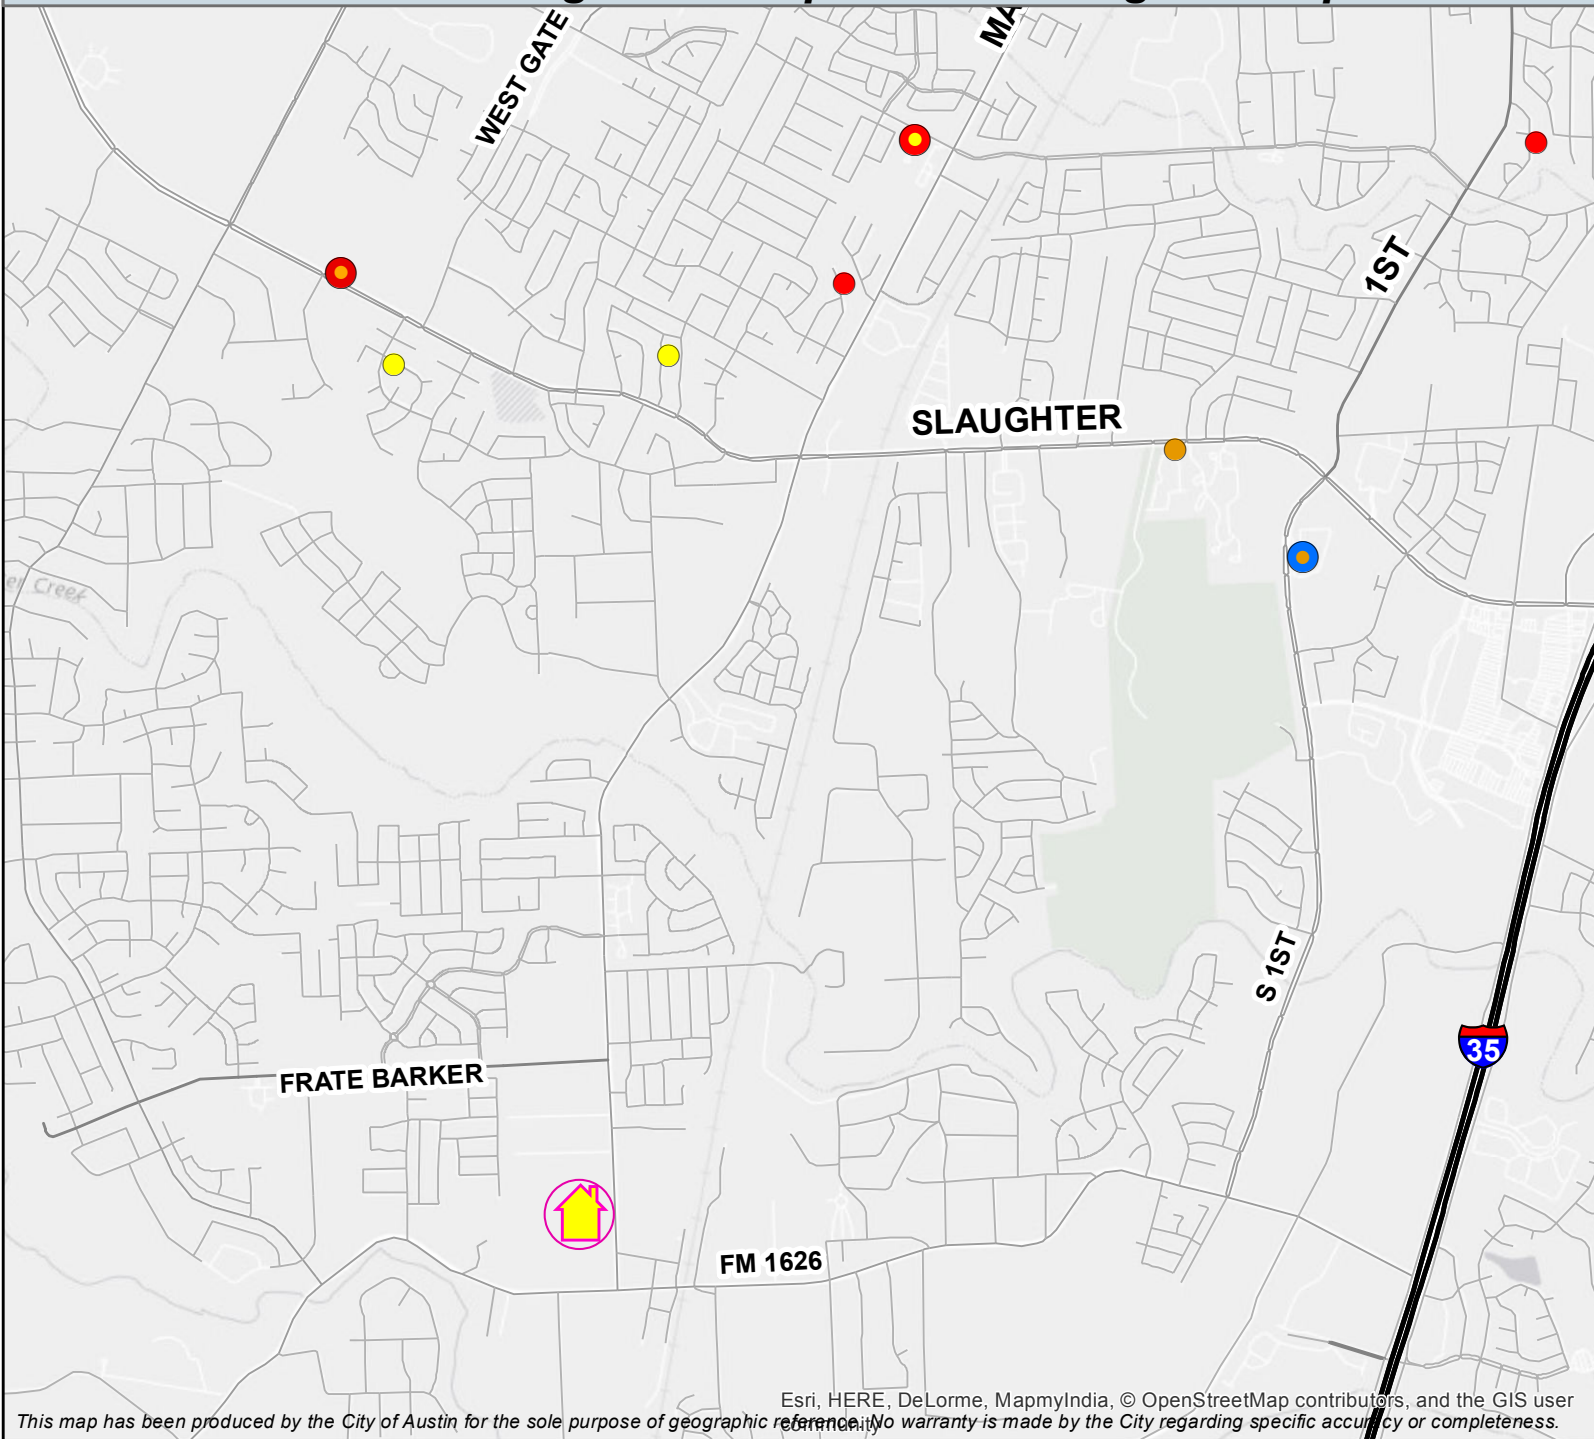 WEST GATE
MA
1ST
SLAUGHTER
Creek
S 1ST
35
FRATE BARKER
FM 1626
Esri, HERE, DeLorme, MapmyIndia, © OpenStreetMap contributors, and the GIS user
community
This map has been produced by the City of Austin for the sole purpose of geographic reference. No warranty is made by the City regarding specific accuracy or completeness.